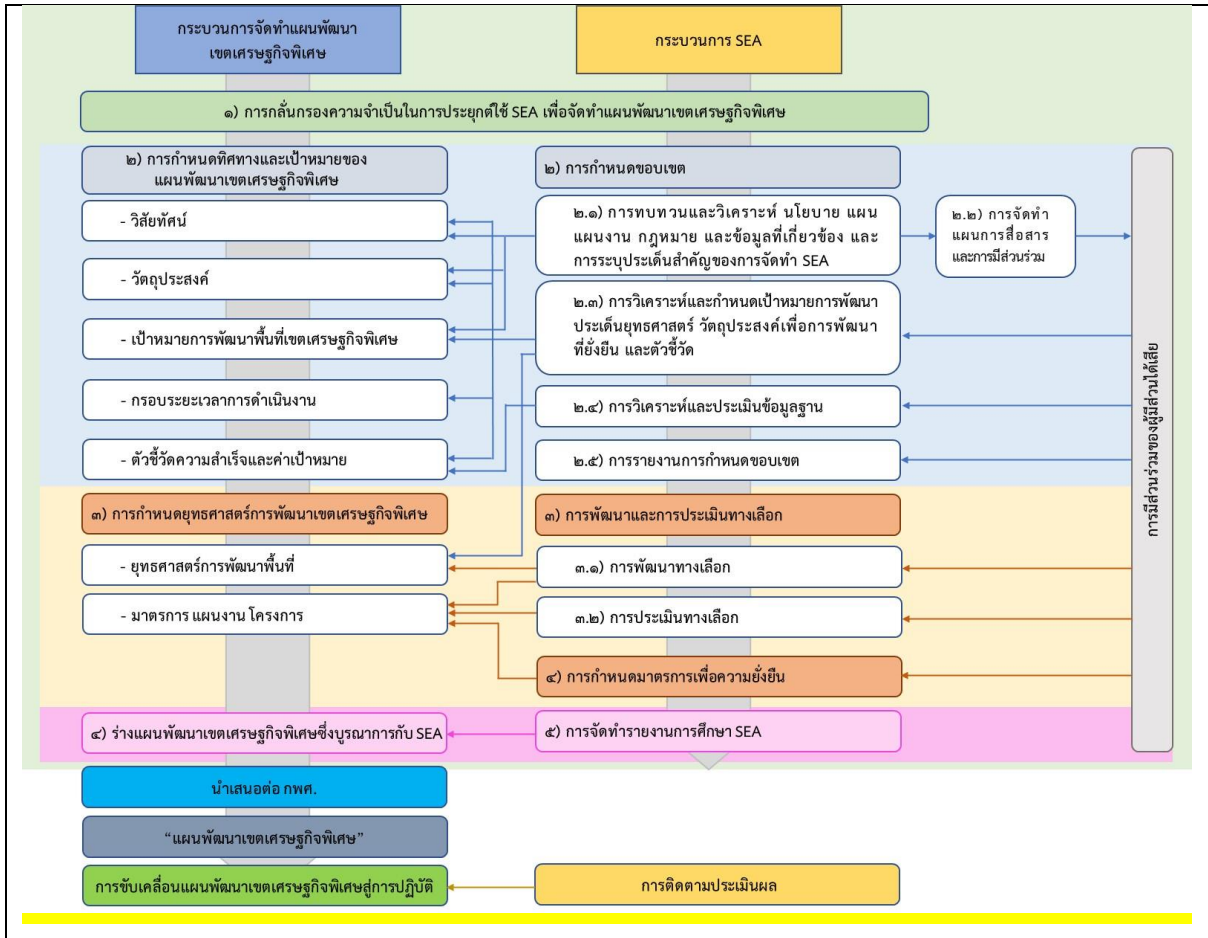 กระบวนการจัดทำแผนพัฒนา
เขตเศรษฐกิจพิเศษ
กระบวนการ SEA
๑) การกลั่นกรองความจำเป็นในการประยุกต์ใช้ SEA เพื่อจัดทำแผนพัฒนาเขตเศรษฐกิจพิเศษ
๒) การกำหนดทิศทางและเป้าหมายของ
แผนพัฒนาเขตเศรษฐกิจพิเศษ
- วิสัยทัศน์
- วัตถุประสงค์
- เป้าหมายการพัฒนาพื้นที่เขตเศรษฐกิจพิเศษ
- กรอบระยะเวลาการดำเนินงาน
- ตัวชี้วัดความสำเร็จและค่าเป้าหมาย
๒) การกำหนดขอบเขต
๒.๑) การทบทวนและวิเคราะห์ นโยบาย แผน
แผนงาน กฎหมาย และข้อมูลที่เกี่ยวข้อง และ
การระบุประเด็นสำคัญของการจัดทำ SEA
๒.๒) การจัดทำ
แผนการสื่อสาร
และการมีส่วนร่วม
๒.๓) การวิเคราะห์และกำหนดเป้าหมายการพัฒนา
ประเด็นยุทธศาสตร์ วัตถุประสงค์เพื่อการพัฒนา
ที่ยั่งยืน และตัวชี้วัด
๒.๔) การวิเคราะห์และประเมินข้อมูลฐาน
๒.๕) การรายงานการกำหนดขอบเขต
การมีส่วนร่วมของผู้มีส่วนได้เสีย
๓) การกำหนดยุทธศาสตร์การพัฒนาเขตเศรษฐกิจพิเศษ
- ยุทธศาสตร์การพัฒนาพื้นที่
- มาตรการ แผนงาน โครงการ
๓) การพัฒนาและการประเมินทางเลือก
๓.๑) การพัฒนาทางเลือก
๓.๒) การประเมินทางเลือก
๔) การกำหนดมาตรการเพื่อความยั่งยืน
๔) ร่างแผนพัฒนาเขตเศรษฐกิจพิเศษซึ่งบูรณาการกับ SEA
๕) การจัดทำรายงานการศึกษา SEA
นำเสนอต่อ กพศ.
“แผนพัฒนาเขตเศรษฐกิจพิเศษ”
การขับเคลื่อนแผนพัฒนาเขตเศรษฐกิจพิเศษสู่การปฏิบัติ
การติดตามประเมินผล